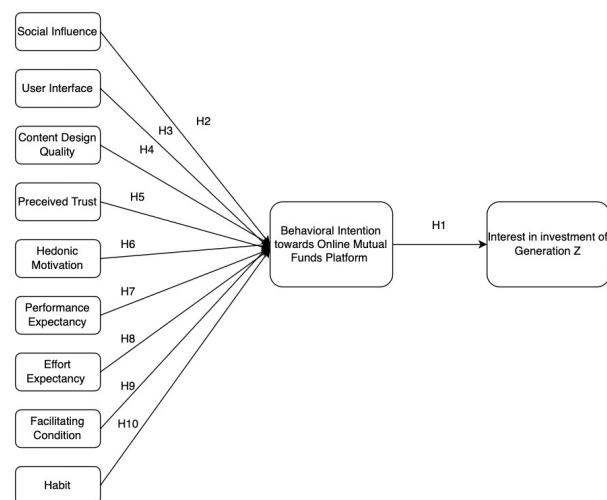 Social Influence
User Interface
Content Design
Quality
Preceived Trust
Hedonic
Motivation
Performance
Expectancy
Effort
Expectancy
Facilitating
Condition
Habit
H2
H3
H4
H5
H6
H7
H8
H9
H10
Behavioral Intention
towards Online Mutual
Funds Platform
H1
Interest in investment of
Generation Z